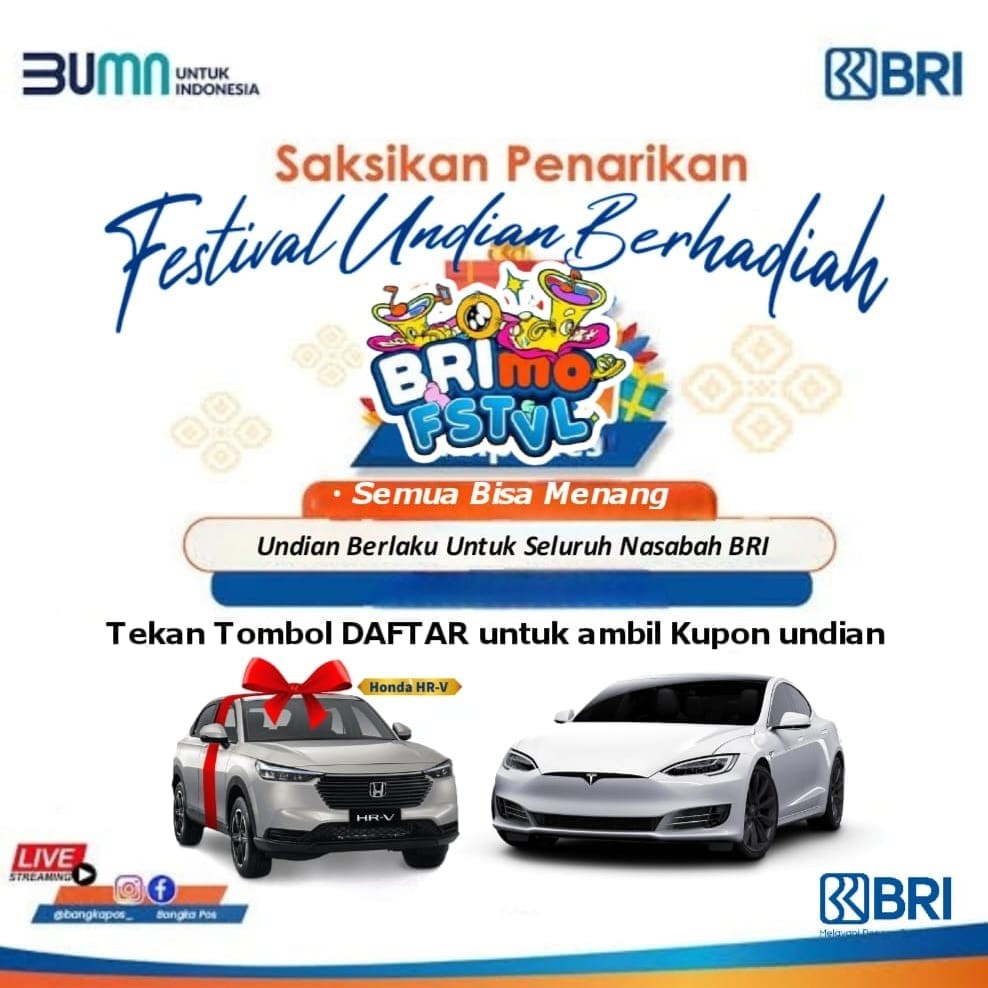 BUMN UNTUK
INDONESIA
BRI
Saksikan Penarikan
Festival Undian Berhadiah
BRImo
FSTVL
· Semua Bisa Menang
Undian Berlaku Untuk Seluruh Nasabah BRI
Tekan Tombol DAFTAR untuk ambil Kupon undian
Honda HR-V
HR-V
LIVE
STREAMING
@bangkapos_ Bangka Pos
BRI
Melayani